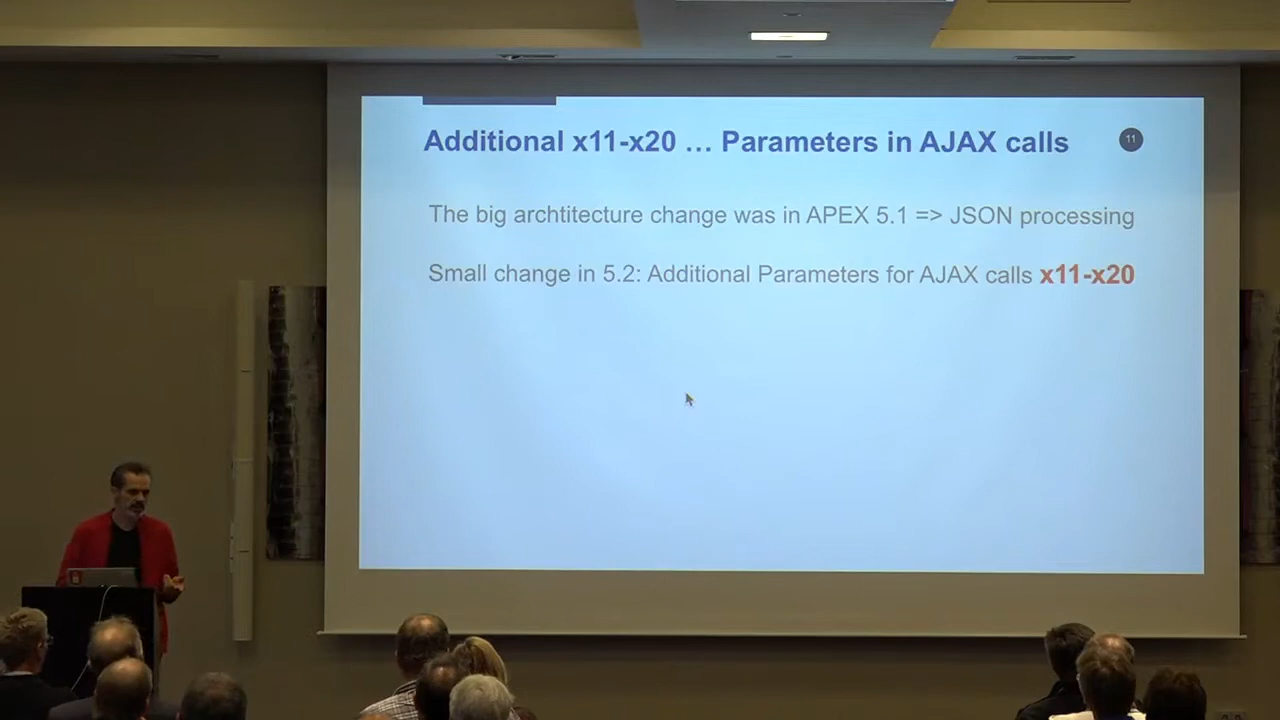 Additional x11-x20 … Parameters in AJAX calls
11
The big archtitecture change was in APEX 5.1 => JSON processing
Small change in 5.2: Additional Parameters for AJAX calls x11-x20